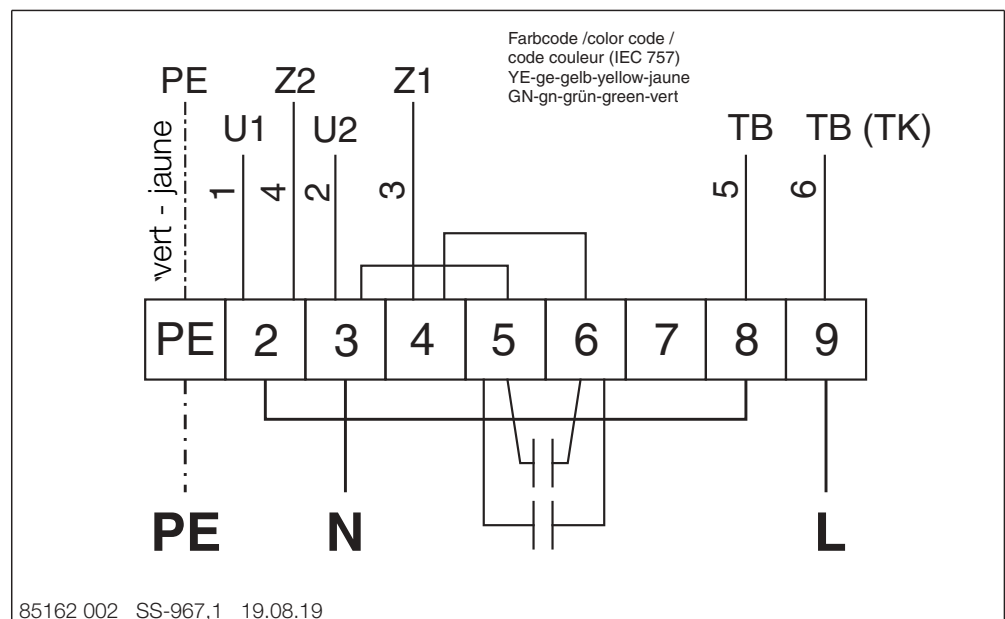 Farbcode /color code /
code couleur (IEC 757)
YE-ge-gelb-yellow-jaune
GN-gn-grün-green-vert
PE Z2 Z1
U1 U2 TB TB (TK)
vert - jaune 1 4 2 3 5 6
PE 2 3 4 5 6 7 8 9
PE N L
85162 002 SS-967,1 19.08.19